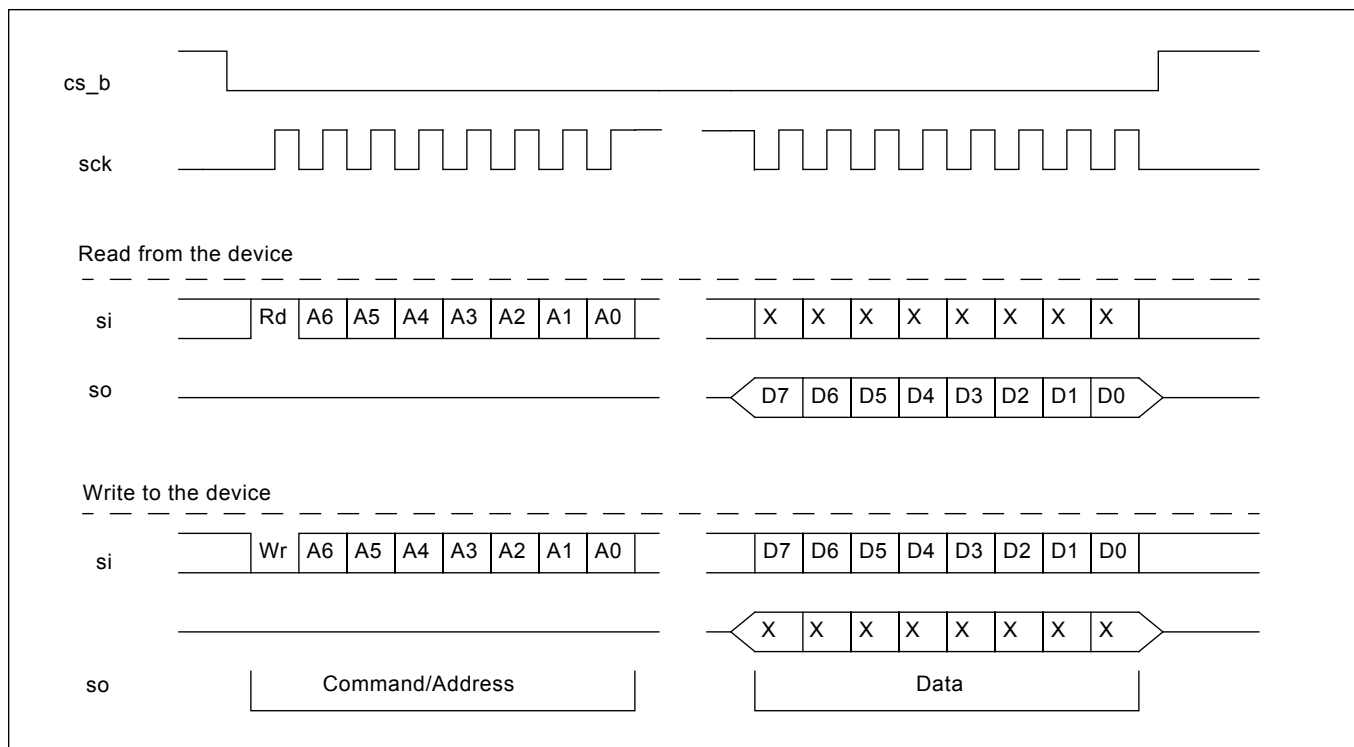 cs_b
sck
Read from the device
si Rd A6 A5 A4 A3 A2 A1 A0 X X X X X X X X
so D7 D6 D5 D4 D3 D2 D1 D0
Write to the device
si Wr A6 A5 A4 A3 A2 A1 A0 D7 D6 D5 D4 D3 D2 D1 D0
X X X X X X X X
so Command/Address Data